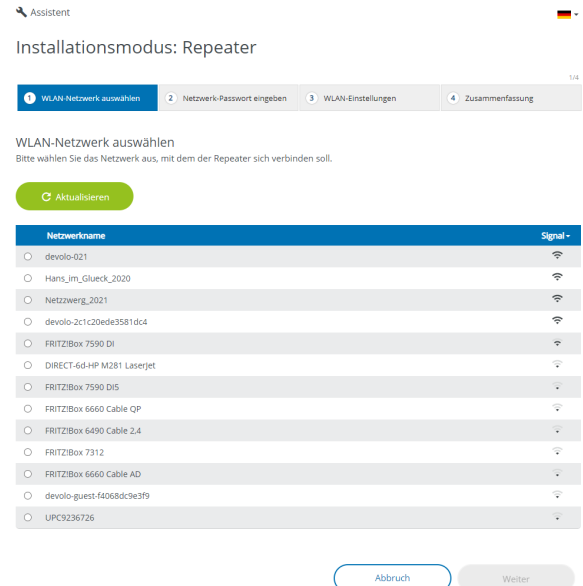 Assistent
Installationsmodus: Repeater
1/4
1 WLAN-Netzwerk auswählen 2 Netzwerk-Passwort eingeben 3 WLAN-Einstellungen 4 Zusammenfassung
WLAN-Netzwerk auswählen
Bitte wählen Sie das Netzwerk aus, mit dem der Repeater sich verbinden soll.
Aktualisieren
Netzwerkname Signal
devolo-021
Hans_im_Glueck_2020
Netzzwerg_2021
devolo-2c1c20ede3581dc4
FRITZ!Box 7590 DI
DIRECT-6d-HP M281 LaserJet
FRITZ!Box 7590 DI5
FRITZ!Box 6660 Cable QP
FRITZ!Box 6490 Cable 2,4
FRITZ!Box 7312
FRITZ!Box 6660 Cable AD
devolo-guest-f4068dc9e3f9
UPC9236726
Abbruch Weiter